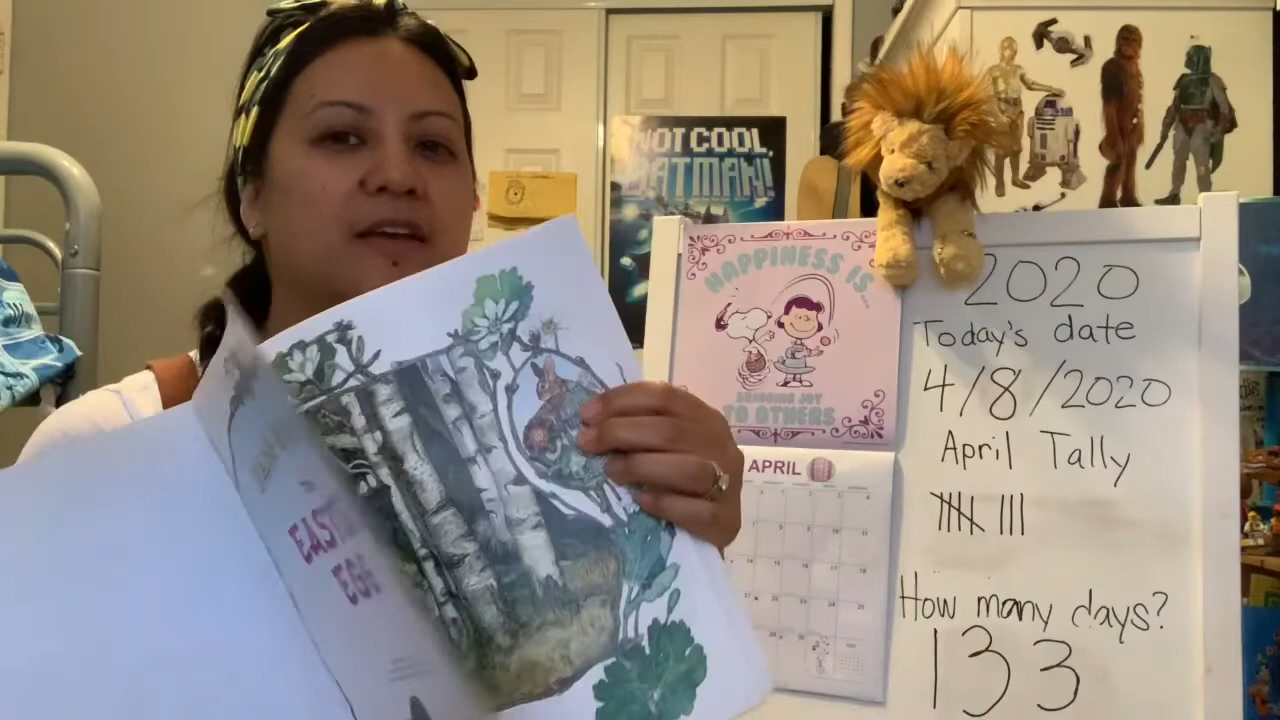 NOT COOL,
BATMAN!
HAPPINESS IS...
BRINGING JOY
TO OTHERS
APRIL
2020
Today's date
4/8/2020
April Tally
How many days?
133
EASTER
EGG